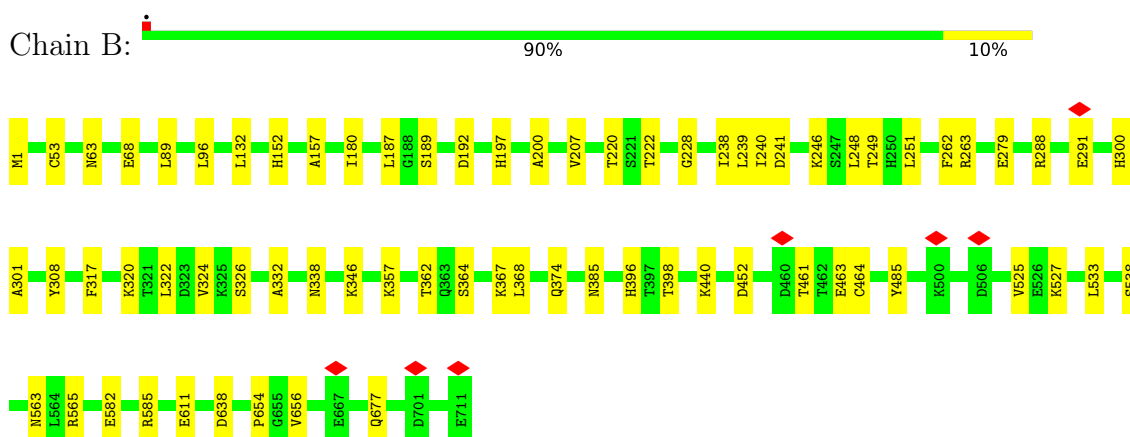 Chain B:
90% 10%
M1 C53 N63 E68 L89 L96 L132 H152 A157 I180 L187 G188 S189 D192 H197 A200 V207 T220 S221 T222 G228 I238 L239 I240 D241 K246 S247 L248 T249 H250 L251 F262 R263 E279 R288 E291 H300
A301 Y308 F317 K320 T321 L322 D323 V324 K325 S326 A332 N338 K346 K357 T362 Q363 S364 K367 L368 Q374 N385 H396 T397 T398 K440 D452 D460 T461 T462 E463 C464 Y485 K500 D506 V525 E526 K527 L533 S538
N563 L564 R565 E582 R585 E611 D638 P654 G655 V656 E667 Q677 D701 E711